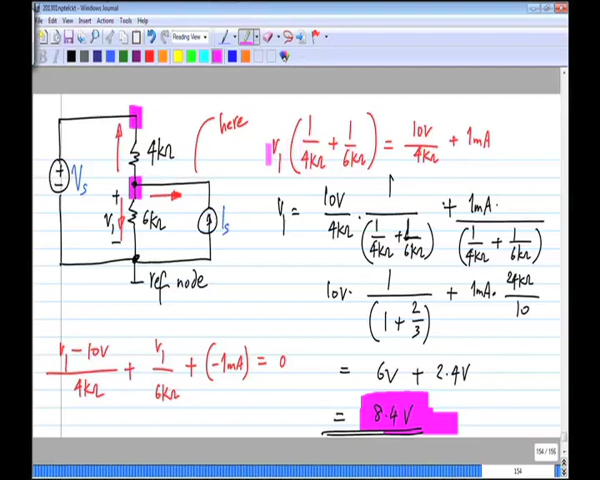 201301nptelckt - Windows Journal
File Edit View Insert Actions Tools Help
Reading View
B I
here
4kΩ
Vs
+
v1
−
6kΩ
Is
ref node
v1 (1/4kΩ + 1/6kΩ) = 10V/4kΩ + 1mA
v1 = 10V/4kΩ · 1/(1/4kΩ + 1/6kΩ) + 1mA·/(1/4kΩ + 1/6kΩ)
10V· 1/(1 + 2/3) + 1mA· 24kΩ/10
(v1 − 10V)/4kΩ + v1/6kΩ + (−1mA) = 0
= 6V + 2.4V
= 8.4V
154 / 156
154